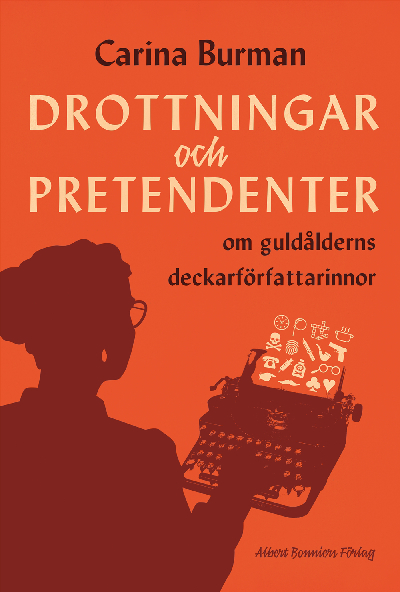 Carina Burman
DROTTNINGAR
och
PRETENDENTER
om guldålderns
deckarförfattarinnor
Albert Bonniers Förlag